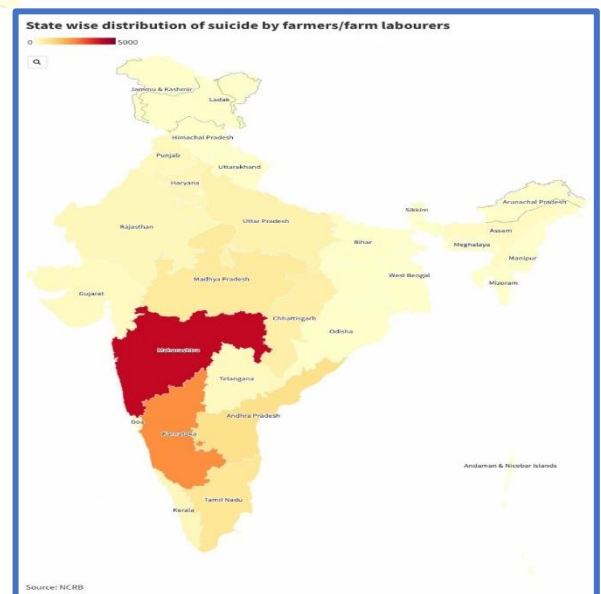 State wise distribution of suicide by farmers/farm labourers
0 5000
Jammu & Kashmir
Ladak
Himachal Pradesh
Punjab
Uttarakhand
Haryana
Arunachal Pradesh
Sikkim
Uttar Pradesh
Rajasthan
Assam
Bihar
Meghalaya
Manipur
West Bengal
Madhya Pradesh
Mizoram
Gujarat
Chhattisgarh
Odisha
Maharashtra
Telangana
Andhra Pradesh
Goa
Karnataka
Andaman & Nicobar Islands
Tamil Nadu
Kerala
Source: NCRB